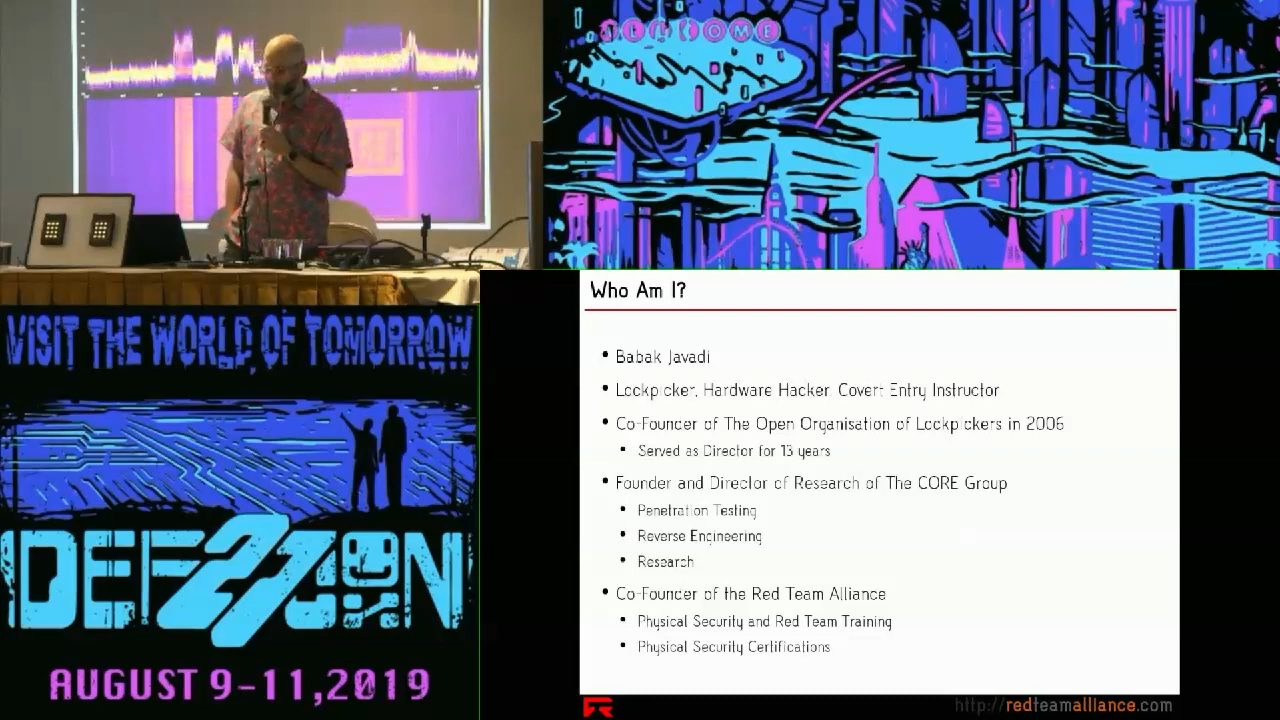 WELCOME
VISIT THE WORLD OF TOMORROW
DEF27CON
AUGUST 9-11,2019
Who Am I?
• Babak Javadi
• Lockpicker, Hardware Hacker, Covert Entry Instructor
• Co-Founder of The Open Organisation of Lockpickers in 2006
• Served as Director for 13 years
• Founder and Director of Research of The CORE Group
• Penetration Testing
• Reverse Engineering
• Research
• Co-Founder of the Red Team Alliance
• Physical Security and Red Team Training
• Physical Security Certifications
http://redteamalliance.com